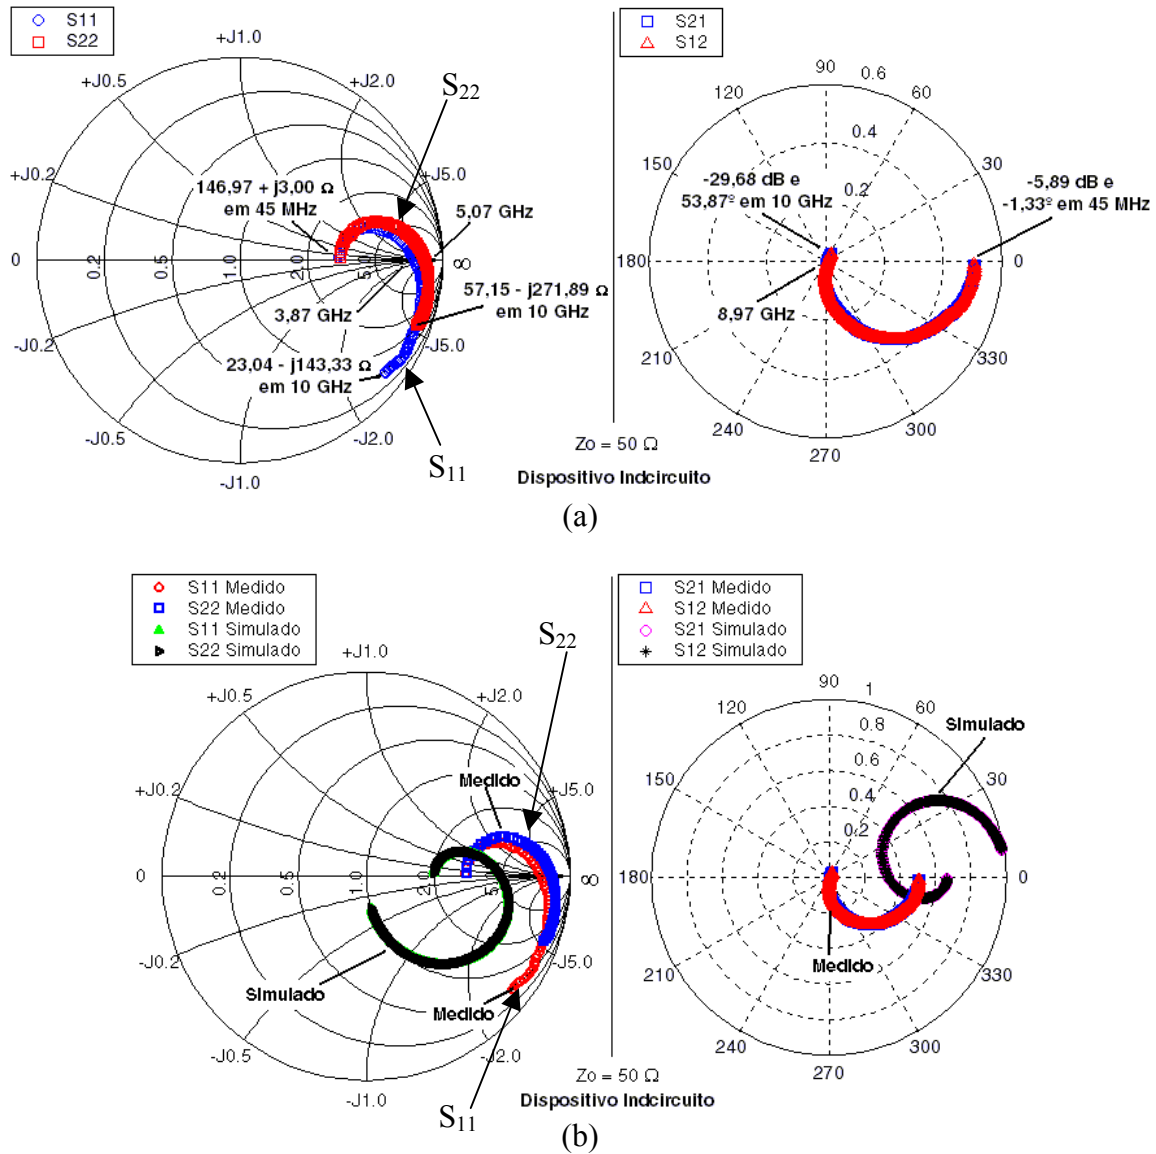 S11
S22
+J1.0
+J0.5
+J2.0
S22
+J0.2
+J5.0
146,97 + j3,00 Ω
em 45 MHz
5,07 GHz
0
0.2
0.5
1.0
2.0
5.0
∞
3,87 GHz
57,15 - j271,89 Ω
em 10 GHz
-J0.2
-J5.0
23,04 - j143,33 Ω
em 10 GHz
-J0.5
-J2.0
S11
-J1.0
S21
S12
90
0.6
120
60
0.4
150
30
0.2
-29,68 dB e
53,87º em 10 GHz
-5,89 dB e
-1,33º em 45 MHz
180
0
8,97 GHz
210
330
240
300
270
Zo = 50 Ω
Dispositivo Indcircuito
(a)
S11 Medido
S22 Medido
S11 Simulado
S22 Simulado
S22
+J1.0
+J0.5
+J2.0
Medido
+J0.2
+J5.0
0
0.2
0.5
1.0
2.0
5.0
∞
-J0.2
-J5.0
Simulado
Medido
-J0.5
-J2.0
-J1.0
S11
S21 Medido
S12 Medido
S21 Simulado
S12 Simulado
90
1
120
60
0.8
Simulado
0.6
150
30
0.4
0.2
180
0
Medido
210
330
240
300
270
Zo = 50 Ω
Dispositivo Indcircuito
(b)